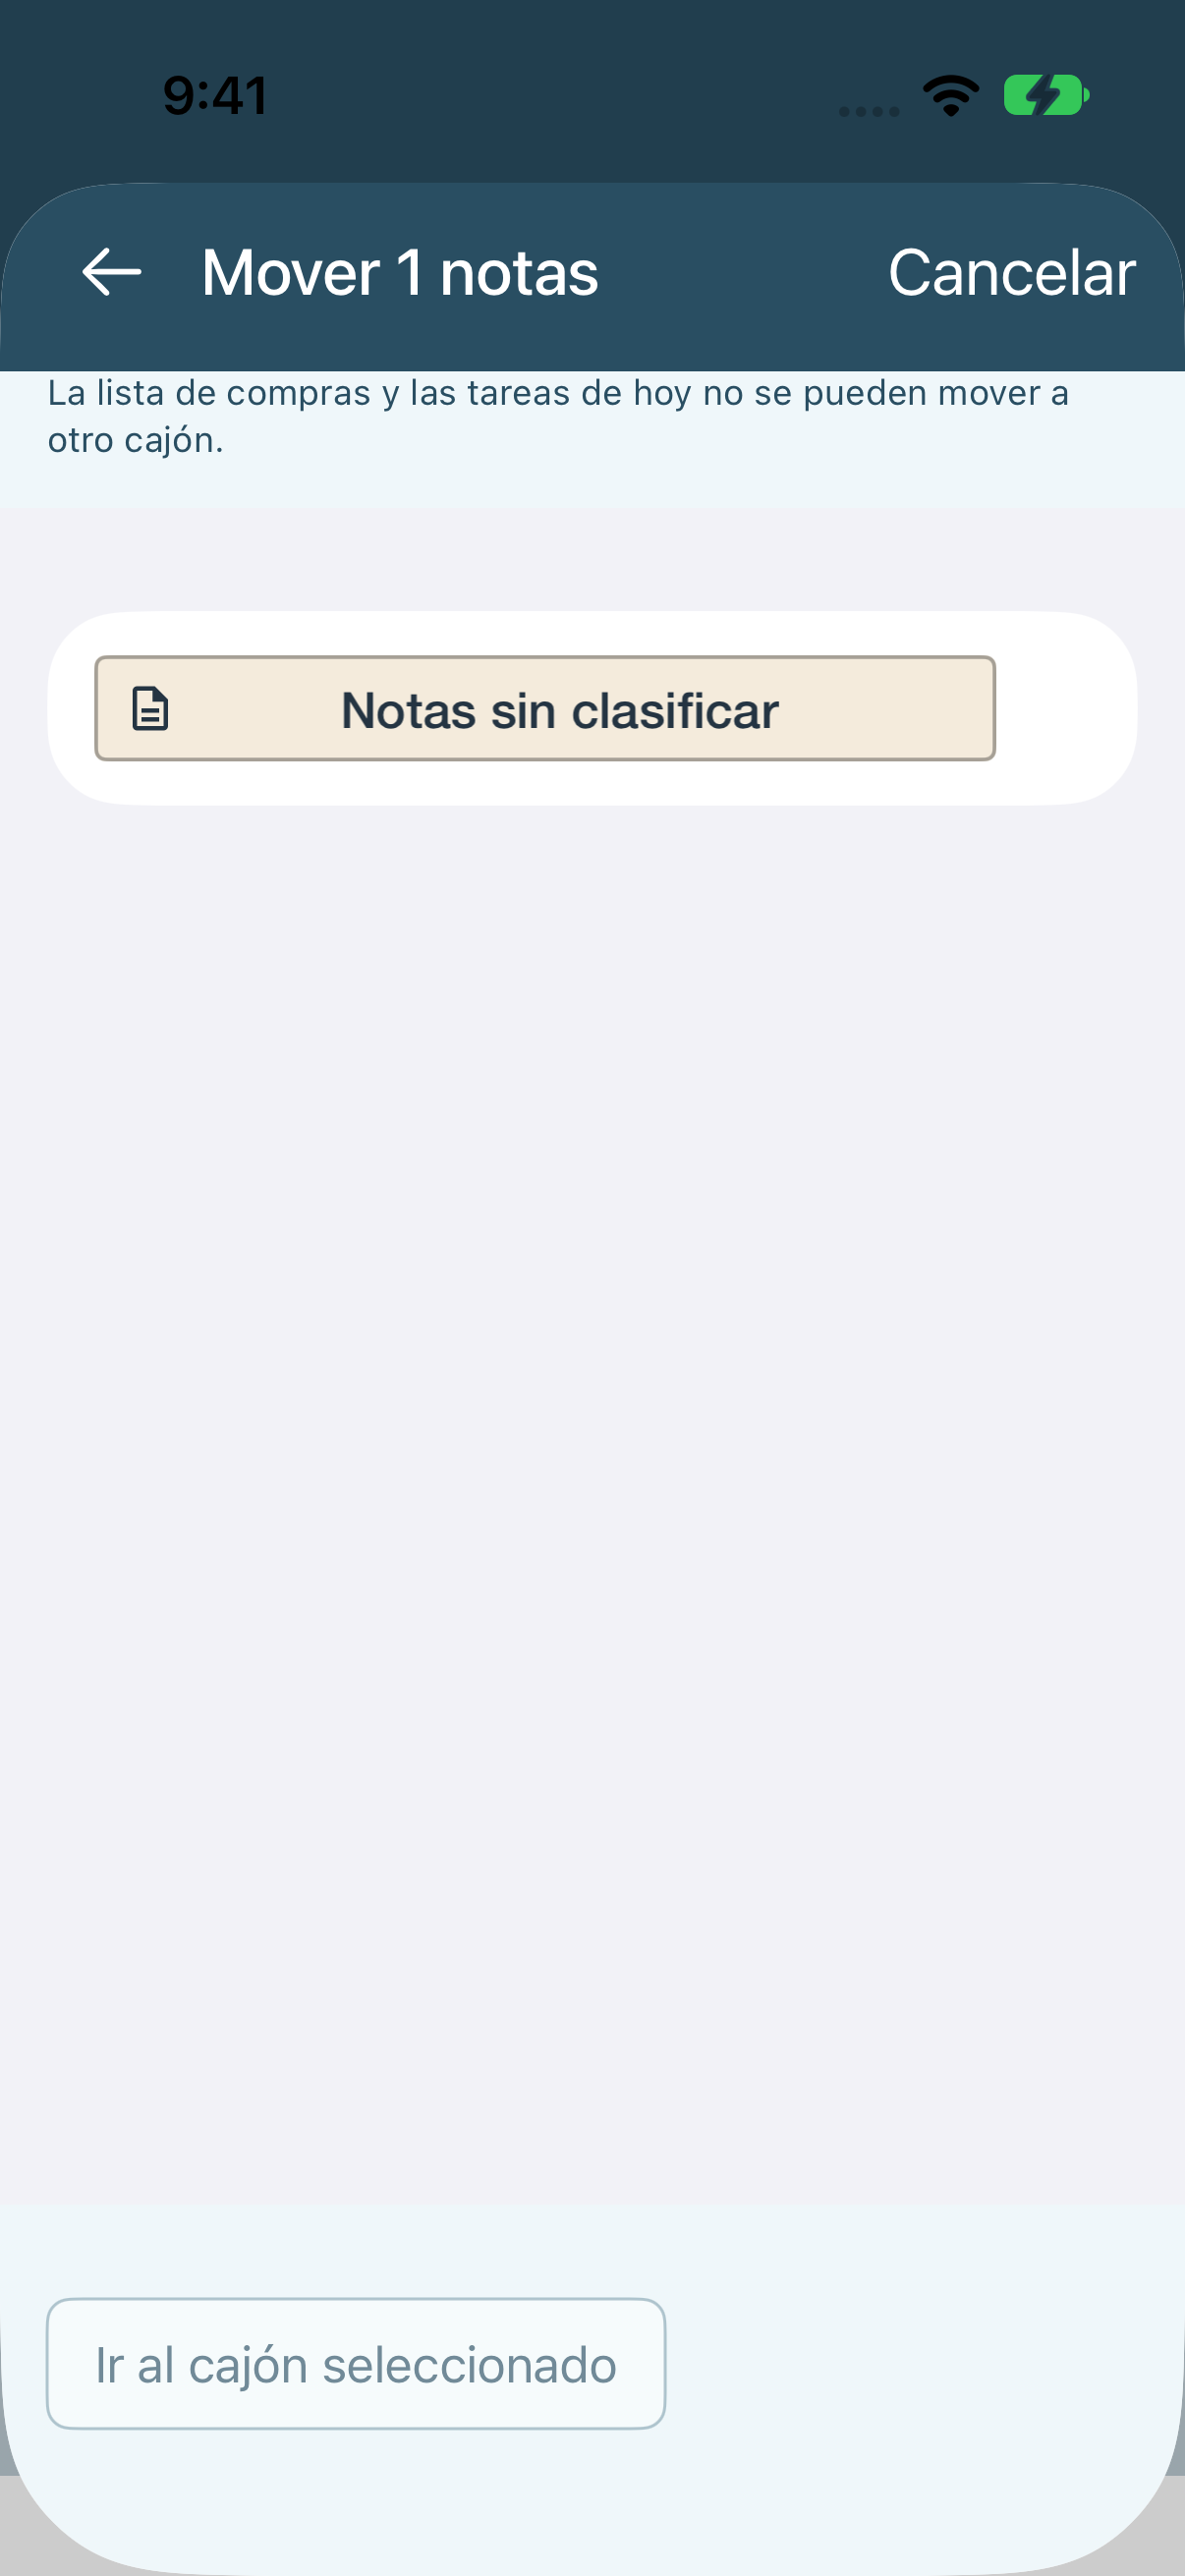 9:41
Mover 1 notas
Cancelar
La lista de compras y las tareas de hoy no se pueden mover a
otro cajón.
Notas sin clasificar
Ir al cajón seleccionado